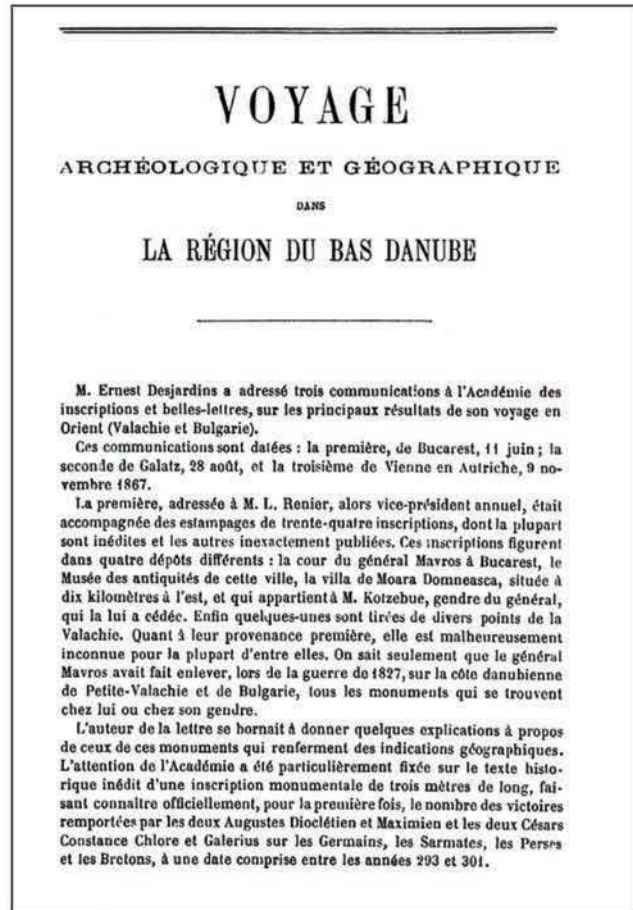 VOYAGE
ARCHÉOLOGIQUE ET GÉOGRAPHIQUE
DANS
LA RÉGION DU BAS DANUBE
M. Ernest Desjardins a adressé trois communications à l'Académie des
inscriptions et belles-lettres, sur les principaux résultats de son voyage en
Orient (Valachie et Bulgarie).
Ces communications sont datées : la première, de Bucarest, 11 juin ; la
seconde de Galatz, 28 août, et la troisième de Vienne en Autriche, 9 no-
vembre 1867.
La première, adressée à M. L. Renier, alors vice-président annuel, était
accompagnée des estampages de trente-quatre inscriptions, dont la plupart
sont inédites et les autres inexactement publiées. Ces inscriptions figurent
dans quatre dépôts différents : la cour du général Mavros à Bucarest, le
Musée des antiquités de cette ville, la villa de Moara Domneasca, située à
dix kilomètres à l'est, et qui appartient à M. Kotzebue, gendre du général,
qui la lui a cédée. Enfin quelques-unes sont tirées de divers points de la
Valachie. Quant à leur provenance première, elle est malheureusement
inconnue pour la plupart d'entre elles. On sait seulement que le général
Mavros avait fait enlever, lors de la guerre de 1827, sur la côte danubienne
de Petite-Valachie et de Bulgarie, tous les monuments qui se trouvent
chez lui ou chez son gendre.
L'auteur de la lettre se bornait à donner quelques explications à propos
de ceux de ces monuments qui renferment des indications géographiques.
L'attention de l'Académie a été particulièrement fixée sur le texte histo-
rique inédit d'une inscription monumentale de trois mètres de long, fai-
sant connaître officiellement, pour la première fois, le nombre des victoires
remportées par les deux Augustes Dioclétien et Maximien et les deux Césars
Constance Chlore et Galerius sur les Germains, les Sarmates, les Perses
et les Bretons, à une date comprise entre les années 293 et 301.